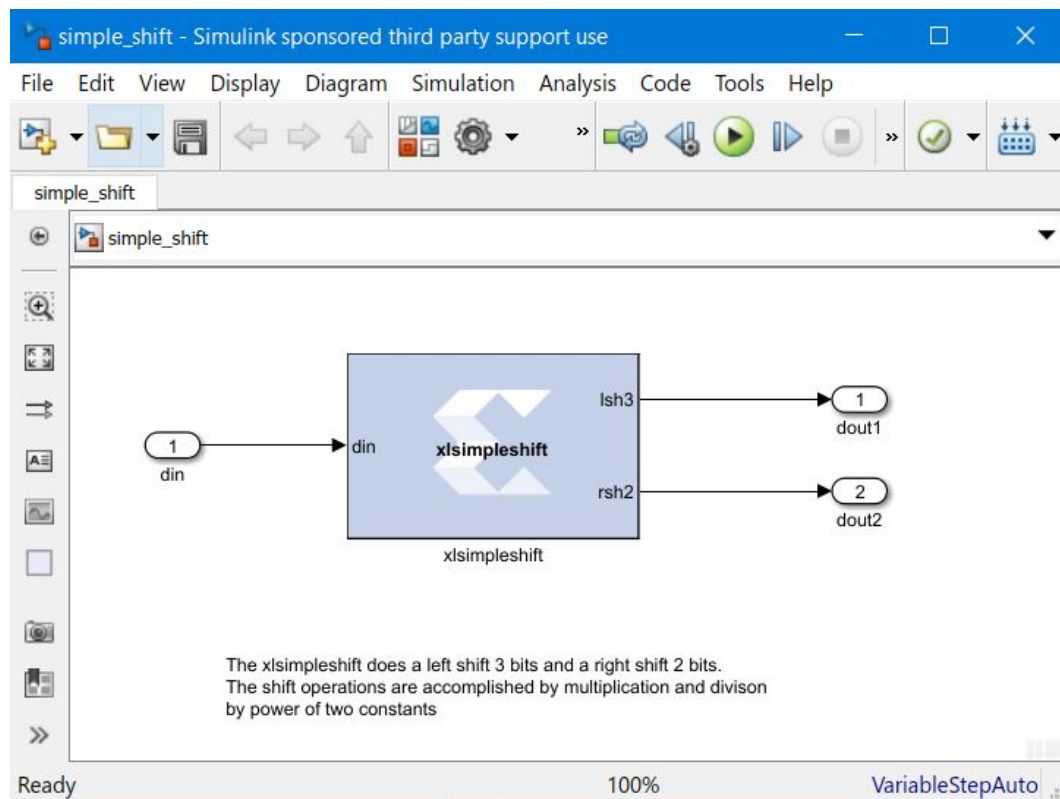 simple_shift - Simulink sponsored third party support use
File Edit View Display Diagram Simulation Analysis Code Tools Help
» »
simple_shift
simple_shift
1
din
din
xlsimpleshift
lsh3
rsh2
xlsimpleshift
1
dout1
2
dout2
The xlsimpleshift does a left shift 3 bits and a right shift 2 bits.
The shift operations are accomplished by multiplication and divison
by power of two constants
Ready 100% VariableStepAuto